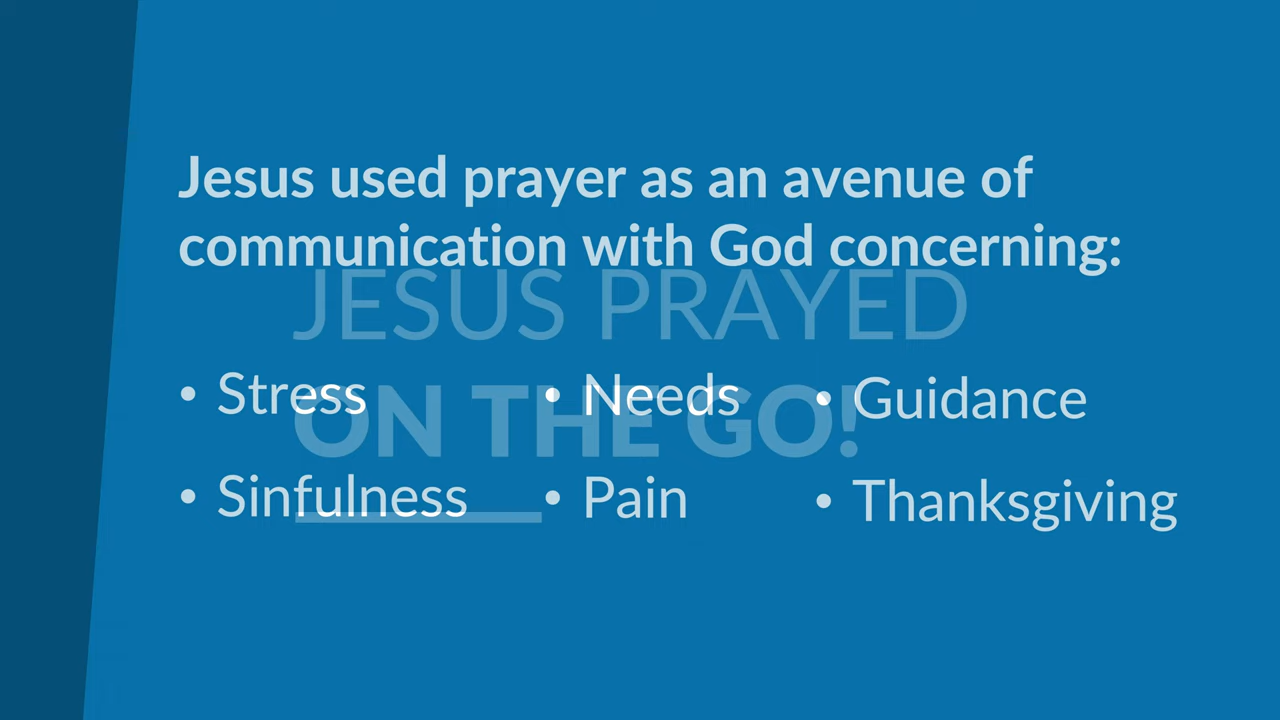 Jesus used prayer as an avenue of
communication with God concerning:
JESUS PRAYED
ON THE GO!
• Stress • Needs • Guidance
• Sinfulness • Pain • Thanksgiving